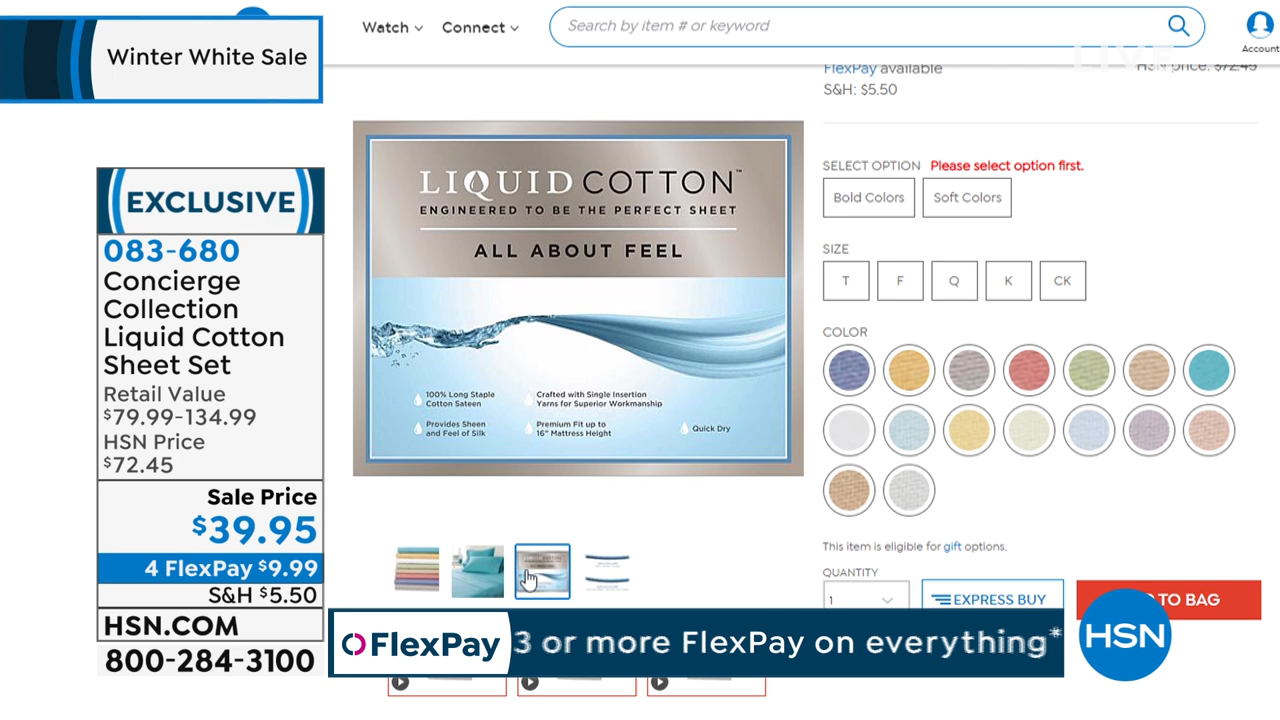 Winter White Sale
Watch
Connect
Search by item # or keyword
Account
LIVE
FlexPay available
HSN price: $72.45
S&H: $5.50
EXCLUSIVE
083-680
Concierge
Collection
Liquid Cotton
Sheet Set
Retail Value
$79.99-134.99
HSN Price
$72.45
Sale Price
$39.95
4 FlexPay $9.99
S&H $5.50
HSN.COM
800-284-3100
LIQUID COTTON™
ENGINEERED TO BE THE PERFECT SHEET
ALL ABOUT FEEL
100% Long Staple
Cotton Sateen
Crafted with Single Insertion
Yarns for Superior Workmanship
Provides Sheen
and Feel of Silk
Premium Fit up to
16" Mattress Height
Quick Dry
SELECT OPTION Please select option first.
Bold Colors
Soft Colors
SIZE
T
F
Q
K
CK
COLOR
This item is eligible for gift options.
QUANTITY
1
EXPRESS BUY
TO BAG
FlexPay
3 or more FlexPay on everything*
HSN